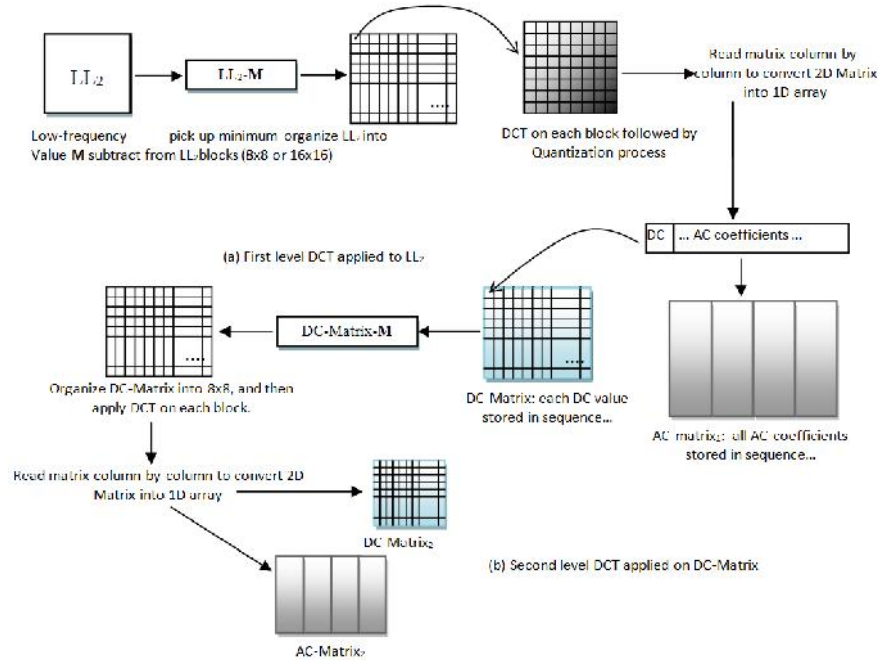 LL₂
LL₂-M
....
Read matrix column by
column to convert 2D Matrix
into 1D array
Low-frequency
pick up minimum organize LL₂ into
Value M subtract from LL₂blocks (8x8 or 16x16)
DCT on each block followed by
Quantization process
DC
... AC coefficients ...
(a) First level DCT applied to LL₂
....
DC-Matrix-M
....
Organize DC-Matrix into 8x8, and then
apply DCT on each block.
DC-Matrix: each DC value
stored in sequence...
AC matrix₁: all AC coefficients
stored in sequence...
Read matrix column by column to convert 2D
Matrix into 1D array
DC-Matrix₂
(b) Second level DCT applied on DC-Matrix
AC-Matrix₂